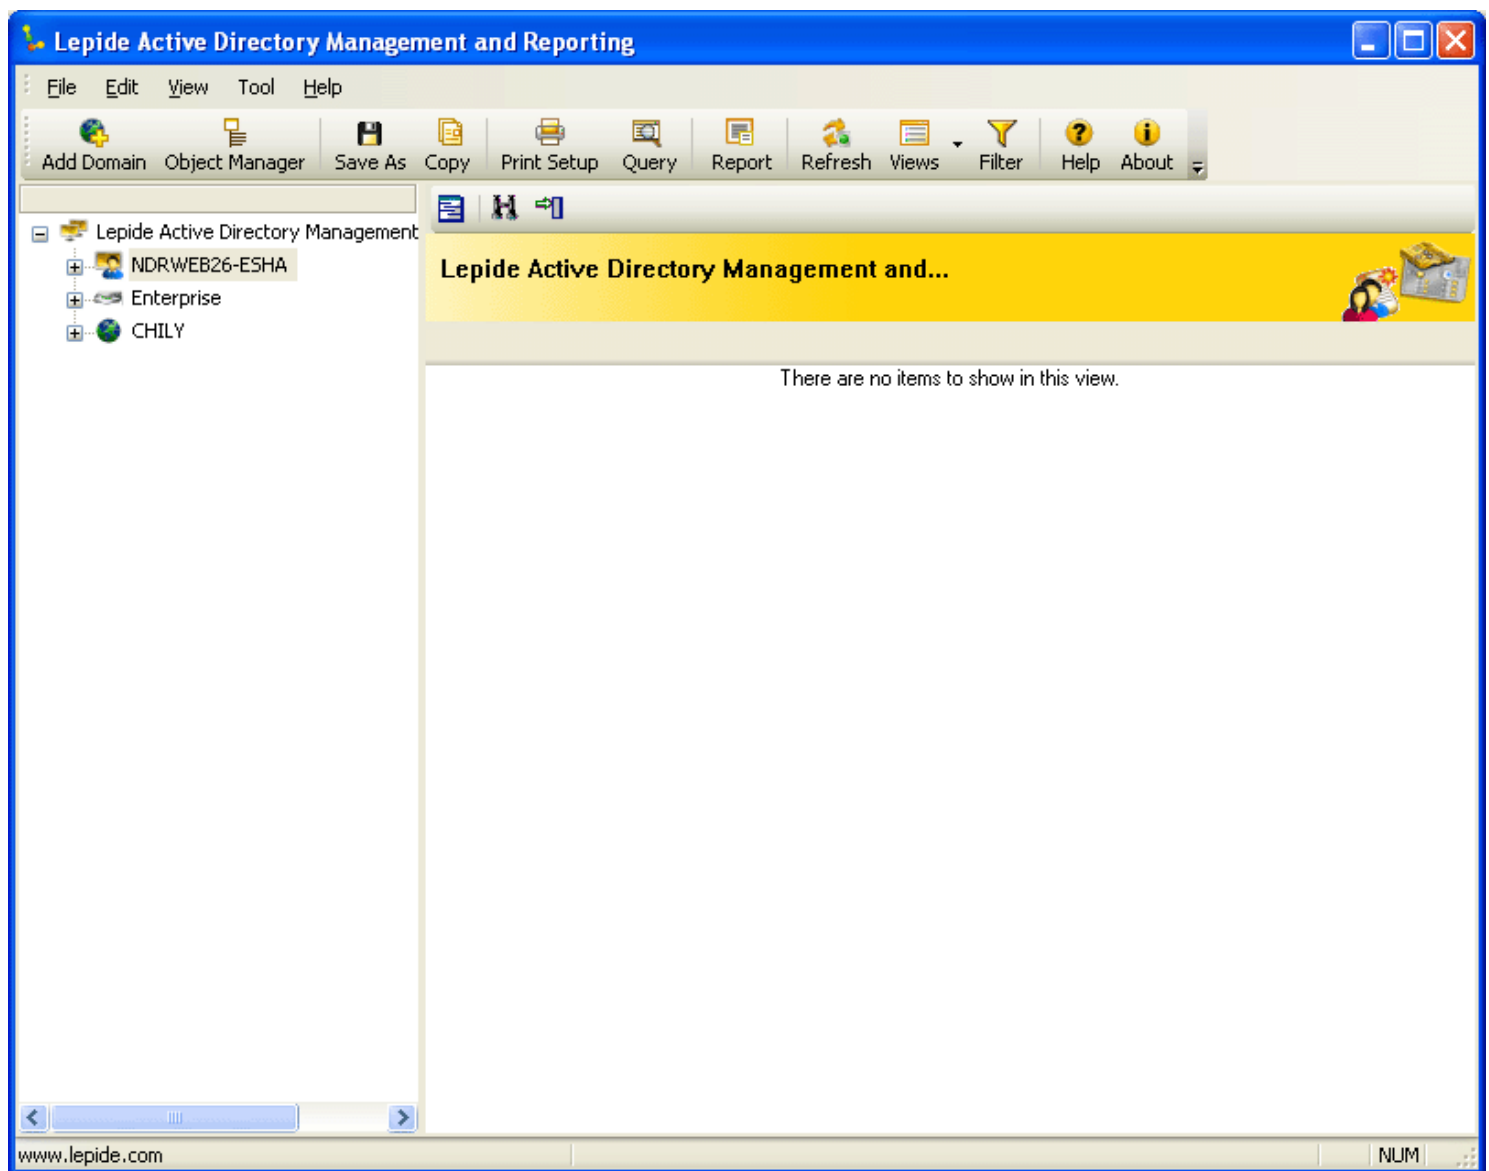 Lepide Active Directory Management and Reporting
File Edit View Tool Help
Add Domain Object Manager Save As Copy Print Setup Query Report Refresh Views Filter Help About
Lepide Active Directory Management
NDRWEB26-ESHA
Enterprise
CHILY
Lepide Active Directory Management and...
There are no items to show in this view.
www.lepide.com NUM